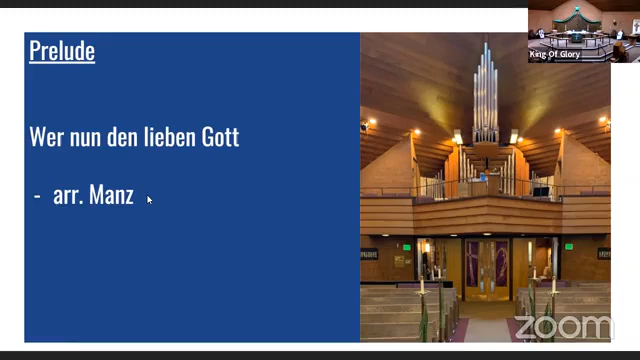 Prelude
Wer nun den lieben Gott
- arr. Manz
King Of Glory
zoom